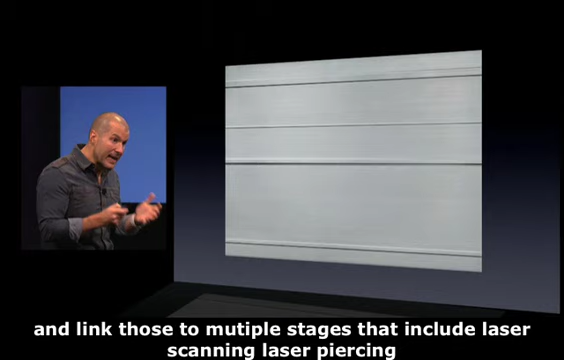 and link those to mutiple stages that include laser
scanning laser piercing